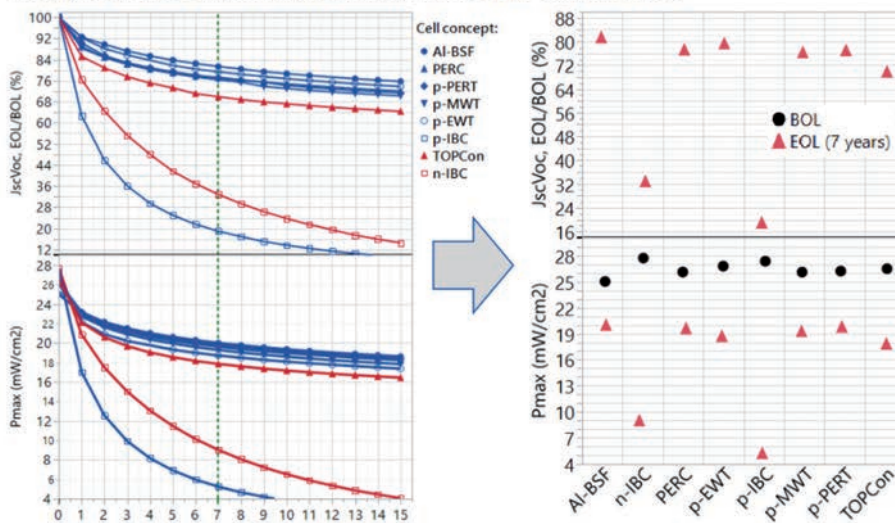 JscVoc, EOL/BOL (%)
100
92
84
76
68
60
52
44
36
28
20
12
Pmax (mW/cm2)
28
26
24
22
20
18
16
14
12
10
8
6
4
0 1 2 3 4 5 6 7 8 9 10 11 12 13 14 15
Cell concept:
Al-BSF
PERC
p-PERT
p-MWT
p-EWT
p-IBC
TOPCon
n-IBC
JscVoc, EOL/BOL (%)
88
80
72
64
56
48
40
32
24
16
BOL
EOL (7 years)
Pmax (mW/cm2)
28
25
22
19
16
13
10
7
4
Al-BSF
n-IBC
PERC
p-EWT
p-IBC
p-MWT
p-PERT
TOPCon